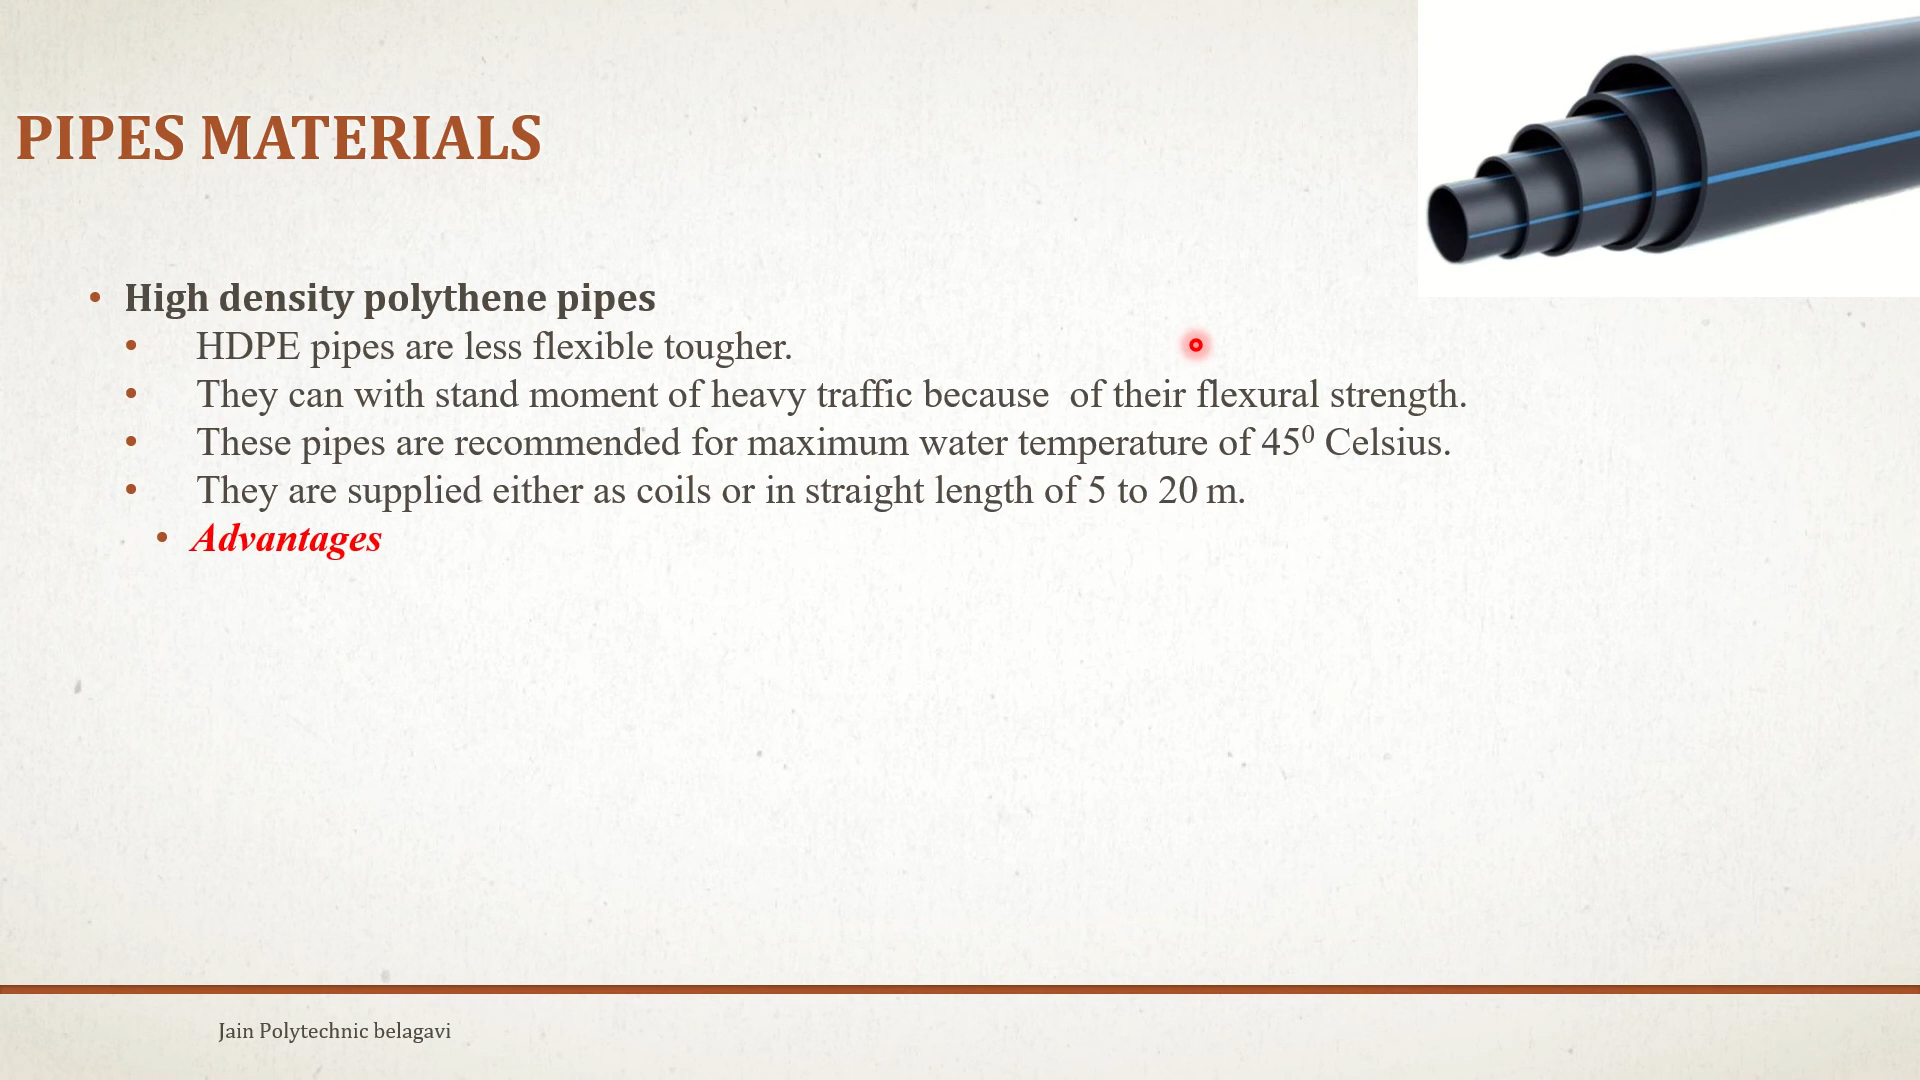 PIPES MATERIALS
• High density polythene pipes
• HDPE pipes are less flexible tougher.
• They can with stand moment of heavy traffic because  of their flexural strength.
• These pipes are recommended for maximum water temperature of 45⁰ Celsius.
• They are supplied either as coils or in straight length of 5 to 20 m.
• Advantages
Jain Polytechnic belagavi